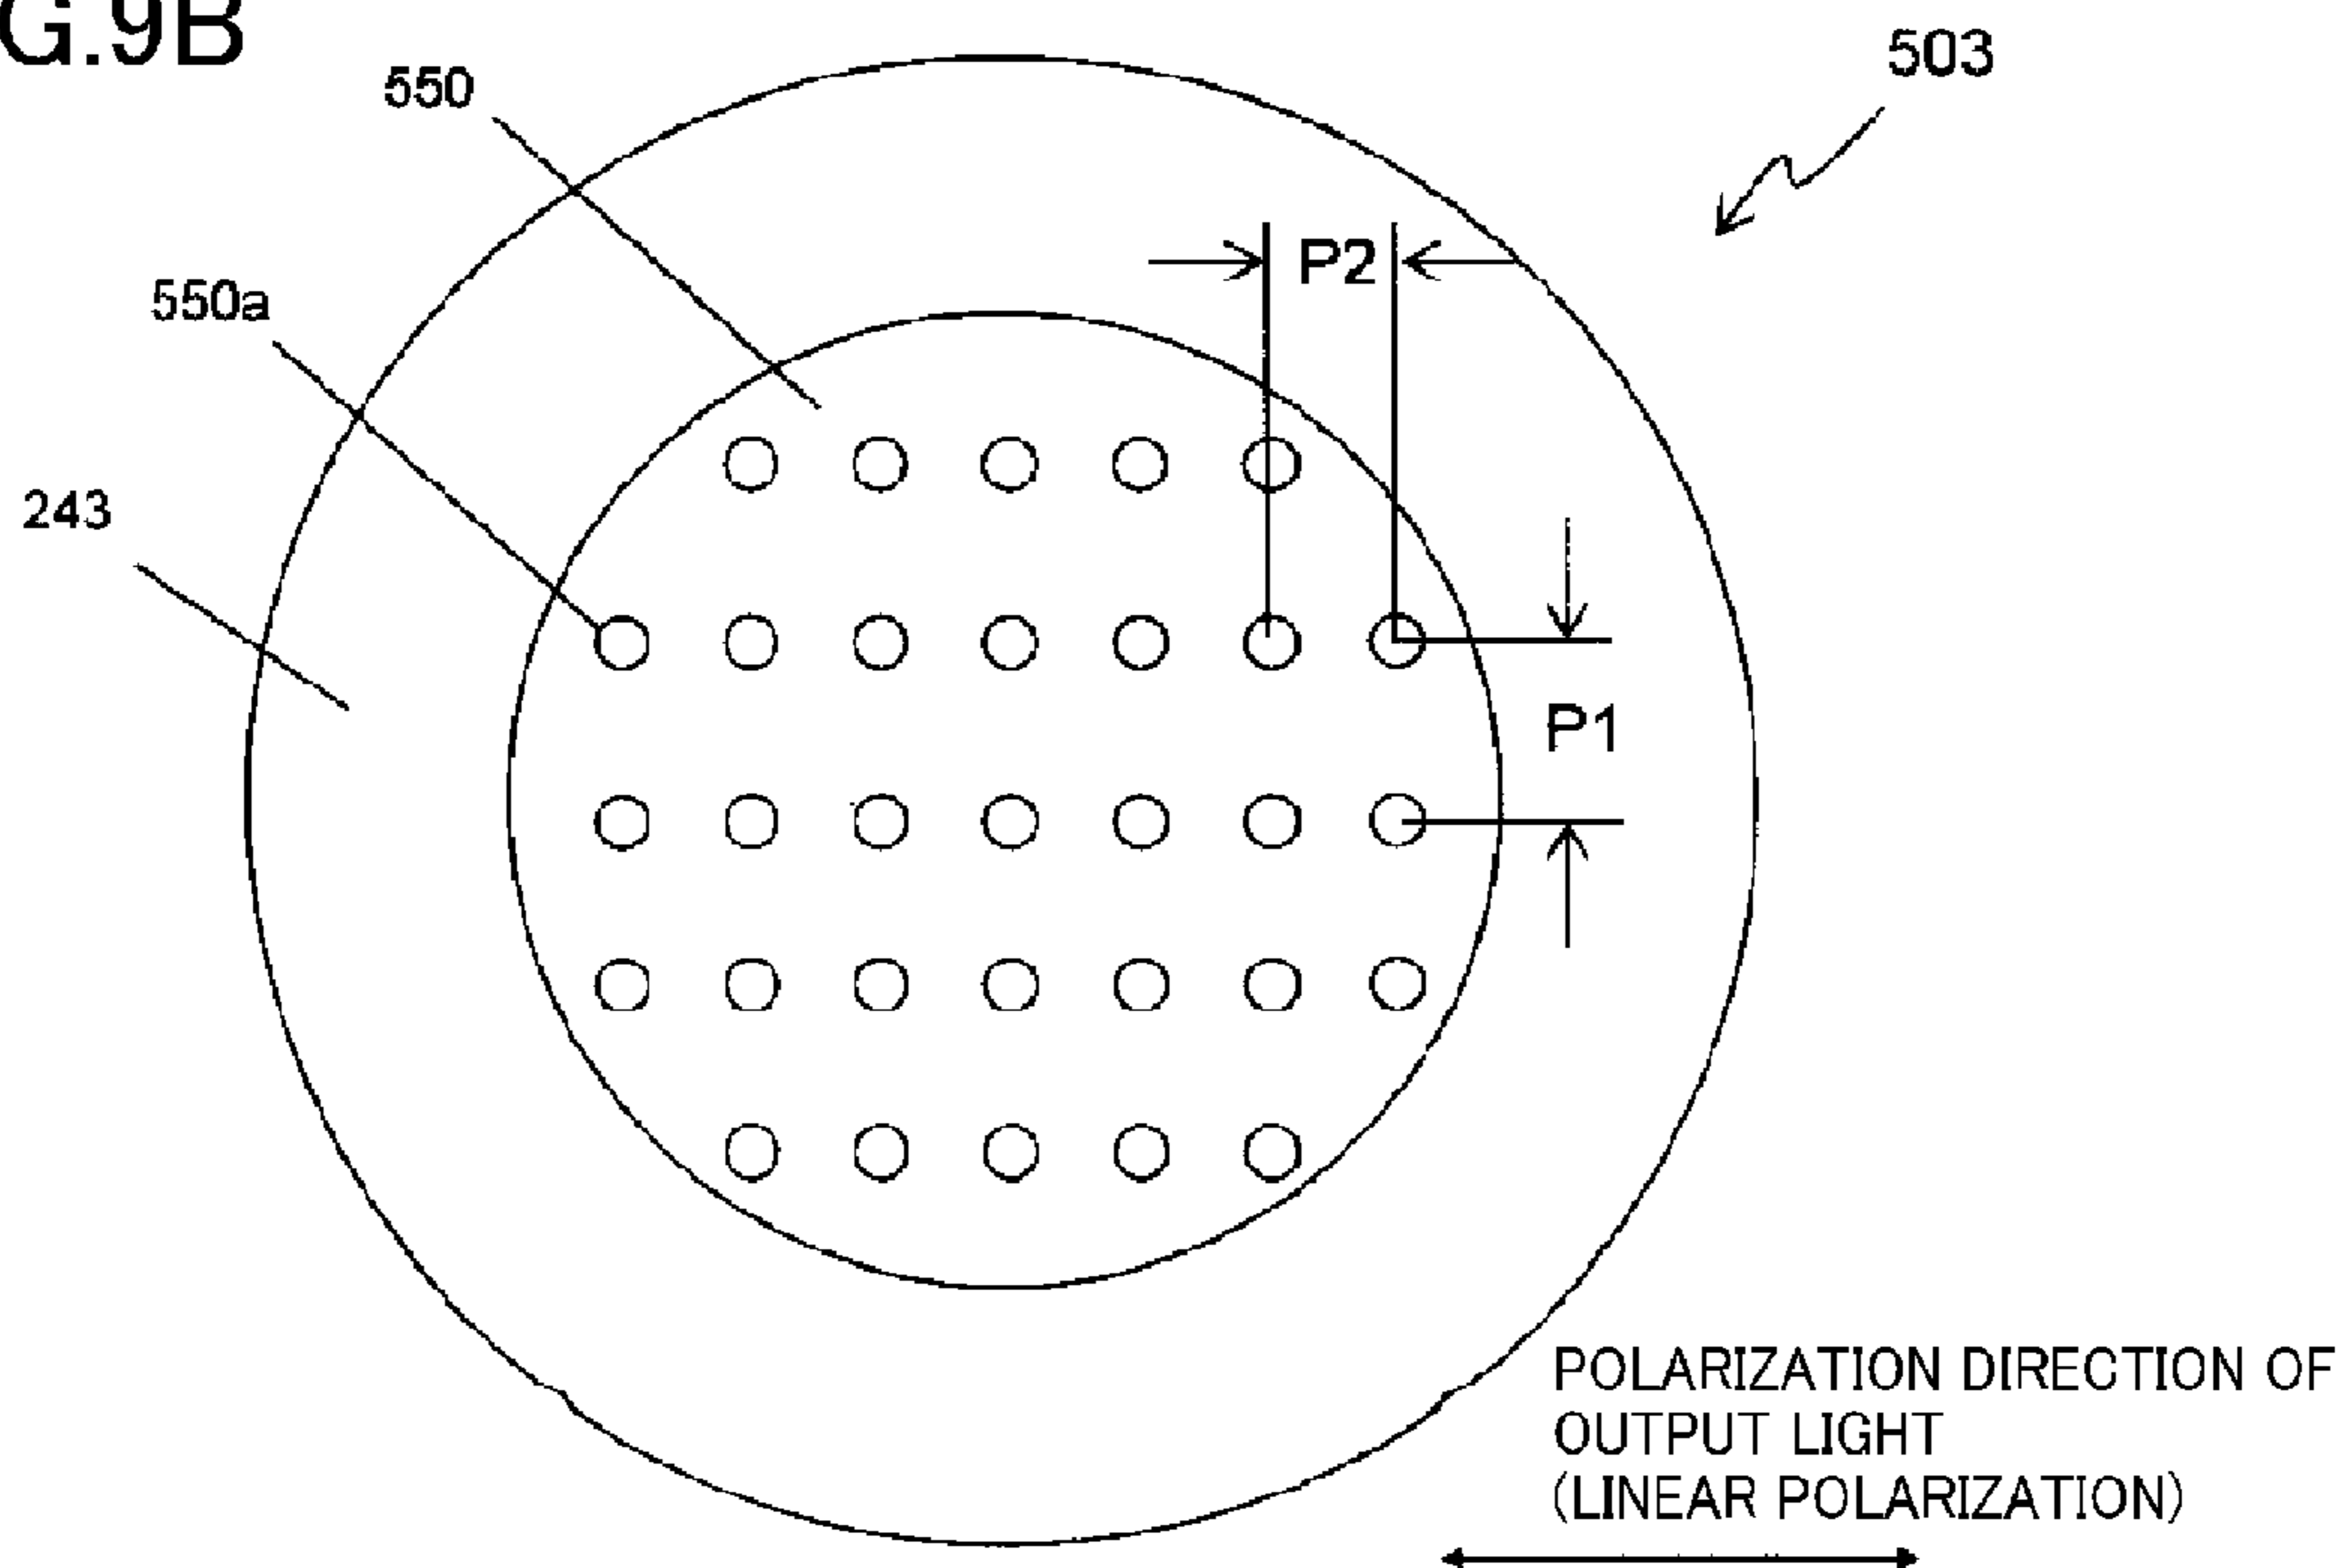 G.9B
550
503
P2
550a
243
P1
POLARIZATION DIRECTION OF
OUTPUT LIGHT
(LINEAR POLARIZATION)